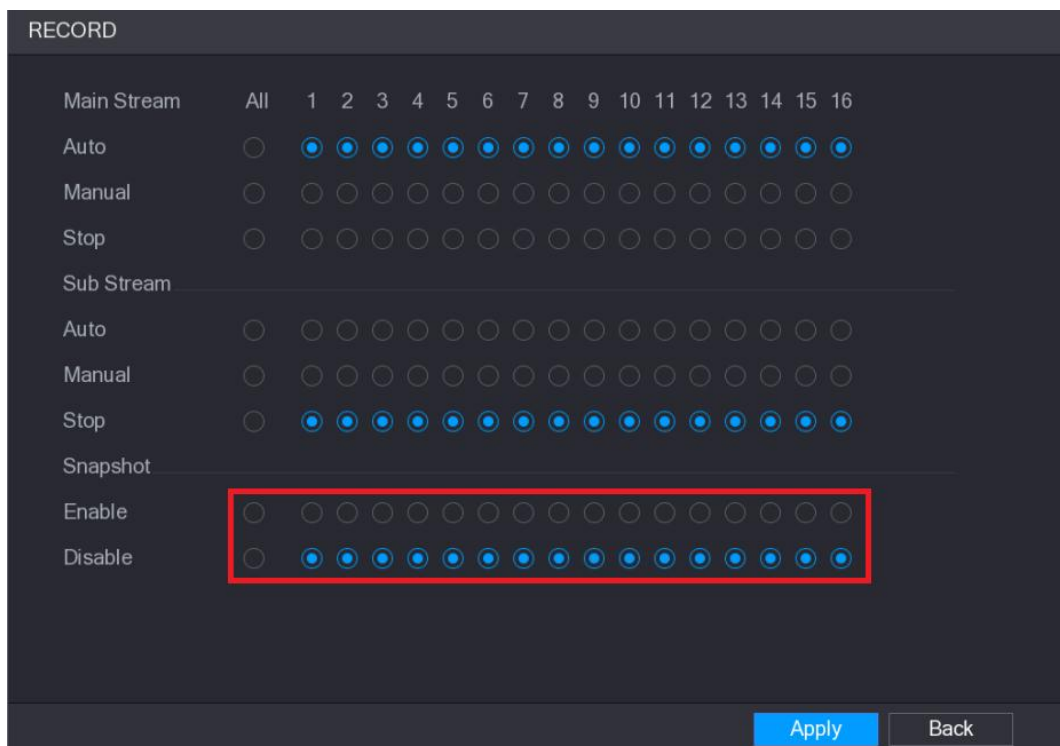 RECORD
Main Stream All 1 2 3 4 5 6 7 8 9 10 11 12 13 14 15 16
Auto
Manual
Stop
Sub Stream
Auto
Manual
Stop
Snapshot
Enable
Disable
Apply Back